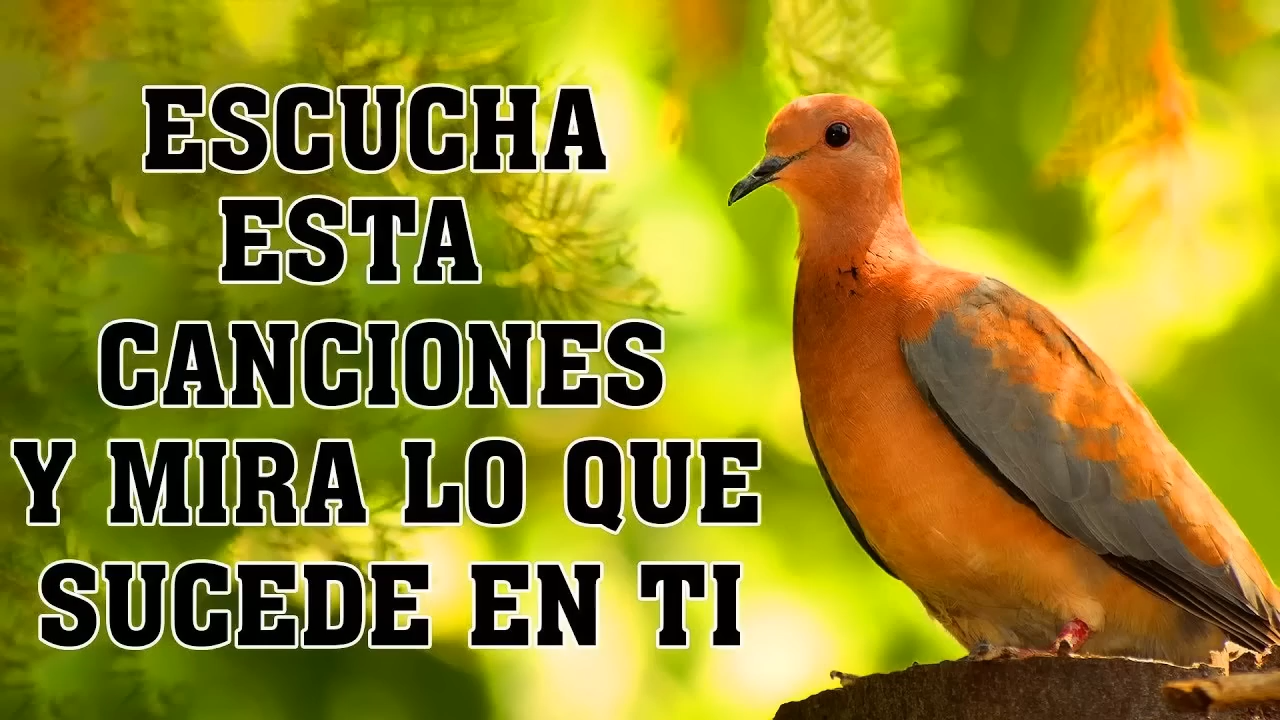 ESCUCHA
ESTA
CANCIONES
Y MIRA LO QUE
SUCEDE EN TI